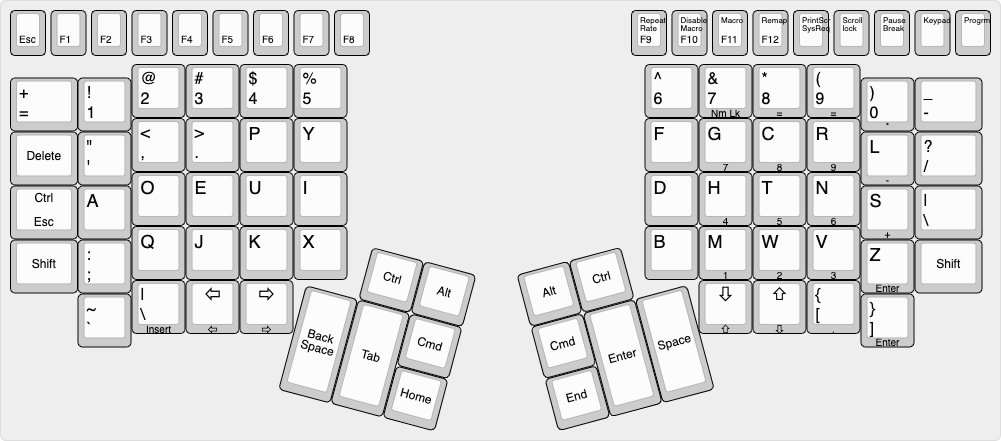 Esc F1 F2 F3 F4 F5 F6 F7 F8
Repeat Disable Macro Remap PrintScr Scroll Pause Keypad Progrm
Rate Macro SysReq lock Break
F9 F10 F11 F12
+ ! @ # $ %
= 1 2 3 4 5
^ & * ( ) _
6 7 8 9 0 -
Nm Lk = = *
Delete " < > P Y
' , .
F G C R L ?
/
7 8 9 -
Ctrl A O E U I
Esc
D H T N S |
\
4 5 6 +
Shift : Q J K X
;
B M W V Z Shift
1 2 3 Enter
~ | ⇦ ⇨
` \
Insert ⇦ ⇨
⇩ ⇧ { }
[ ]
⇧ ⇩ . Enter
Ctrl Alt
Back
Space
Tab
Cmd
Home
Alt Ctrl
Cmd
Enter
Space
End